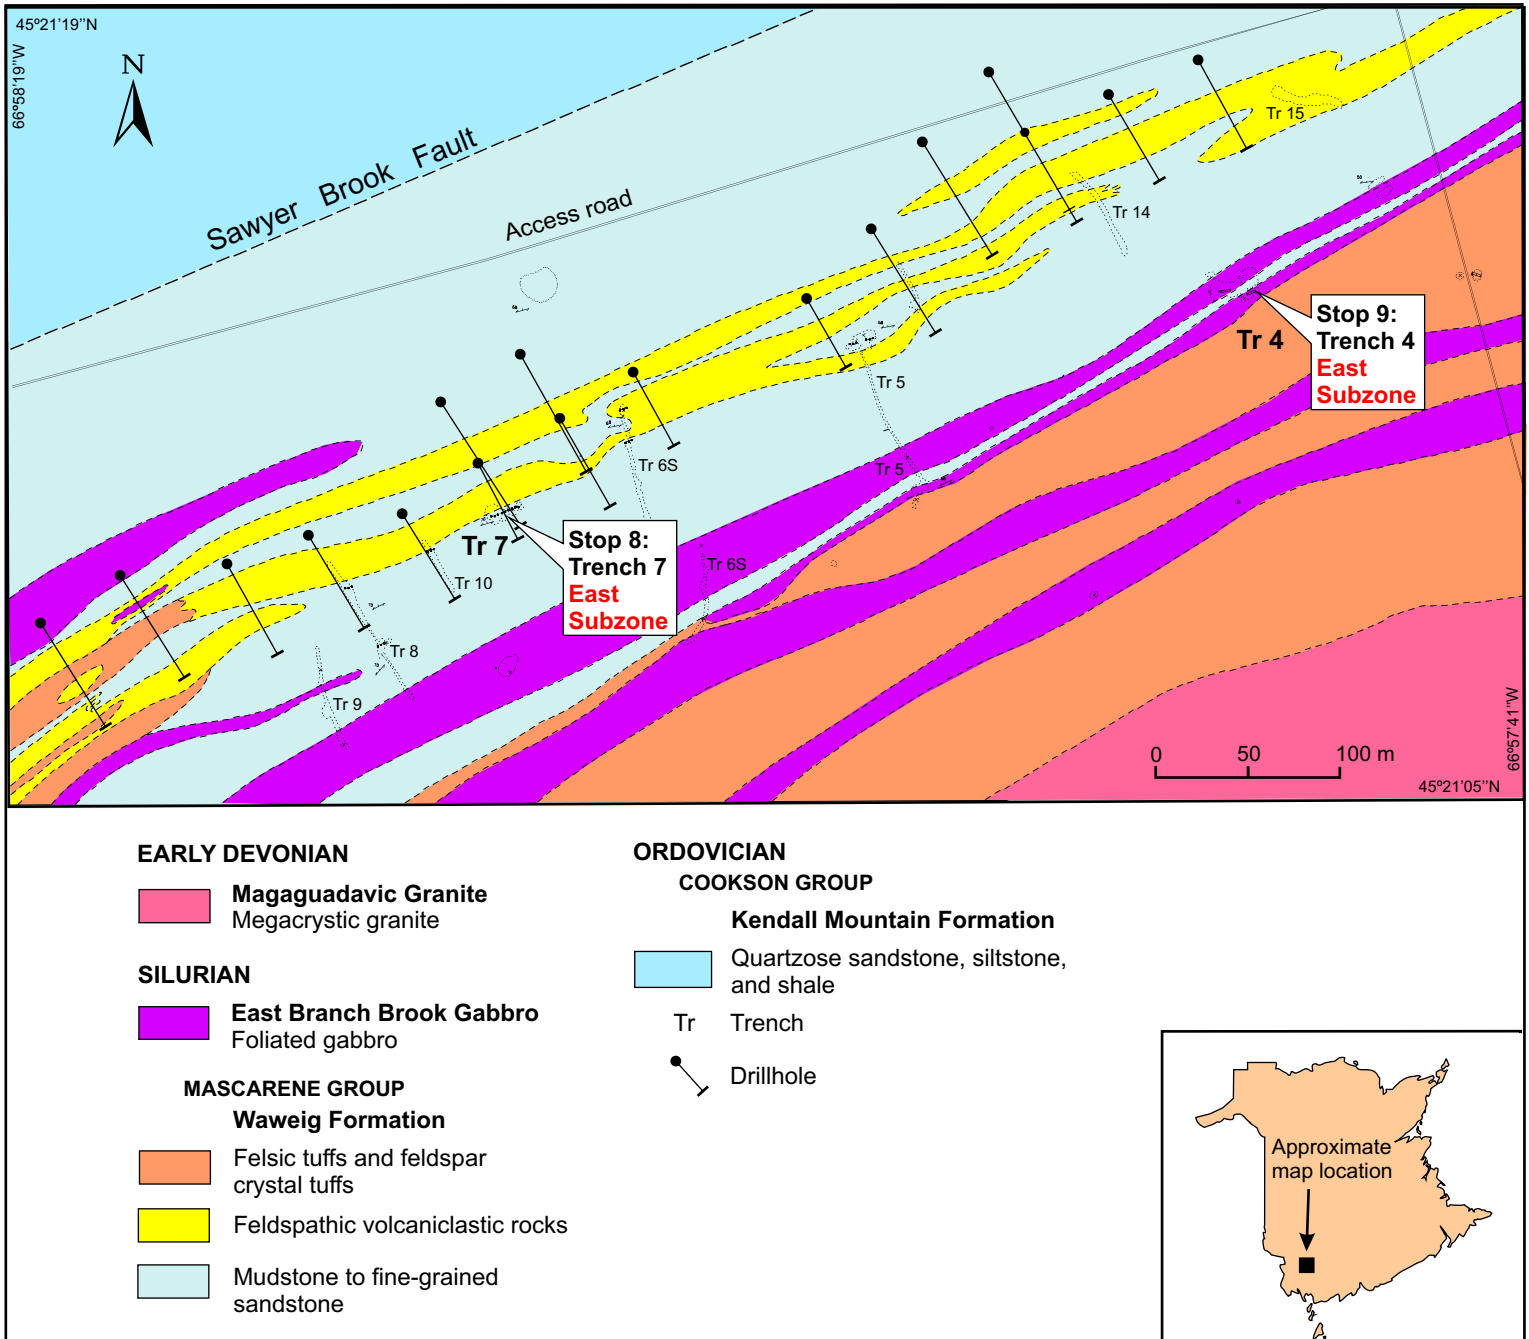 45º21'19"N
66º58'19"W
N
Sawyer Brook Fault
Access road
Tr 15
Tr 14
Tr 4
Stop 9:
Trench 4
East
Subzone
Tr 5
Tr 5
Tr 6S
Tr 7
Stop 8:
Trench 7
East
Subzone
Tr 6S
Tr 10
Tr 8
Tr 9
0 50 100 m
66º57'41"W
45º21'05"N
EARLY DEVONIAN
Magaguadavic Granite
Megacrystic granite
SILURIAN
East Branch Brook Gabbro
Foliated gabbro
MASCARENE GROUP
Waweig Formation
Felsic tuffs and feldspar
crystal tuffs
Feldspathic volcaniclastic rocks
Mudstone to fine-grained
sandstone
ORDOVICIAN
COOKSON GROUP
Kendall Mountain Formation
Quartzose sandstone, siltstone,
and shale
Tr Trench
Drillhole
Approximate
map location